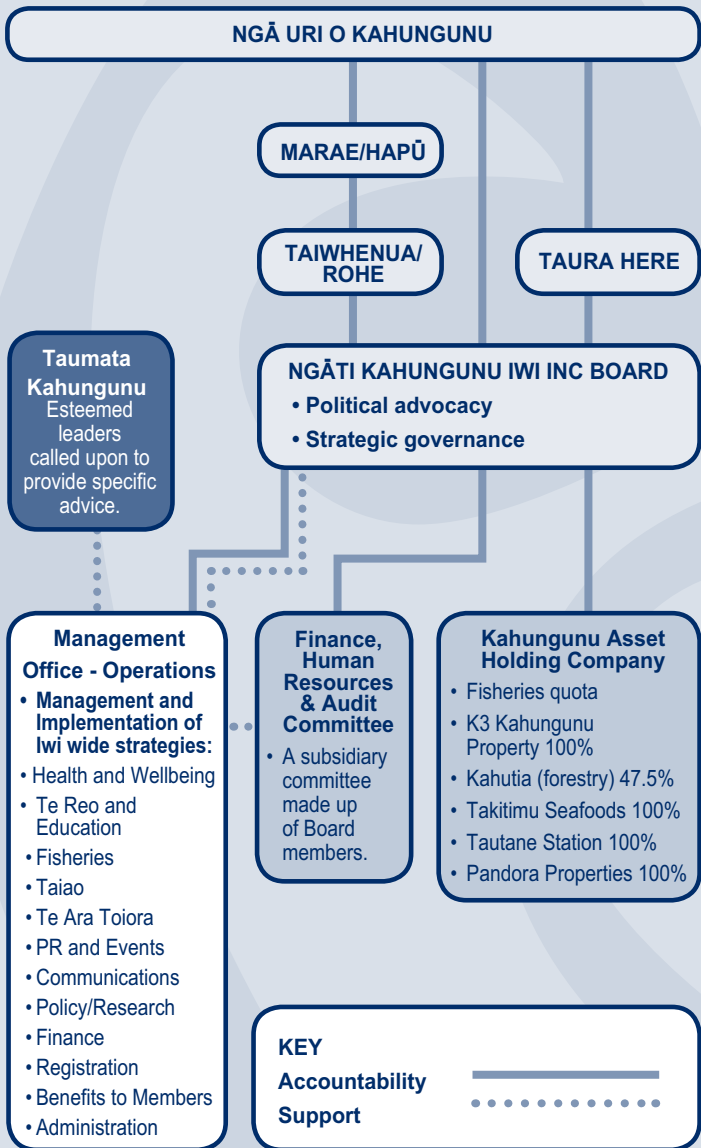 NGĀ URI O KAHUNGUNU
MARAE/HAPŪ
TAIWHENUA/
ROHE
TAURA HERE
Taumata
Kahungunu
Esteemed
leaders
called upon to
provide specific
advice.
NGĀTI KAHUNGUNU IWI INC BOARD
• Political advocacy
• Strategic governance
Management
Office - Operations
• Management and
Implementation of
Iwi wide strategies:
• Health and Wellbeing
• Te Reo and
Education
• Fisheries
• Taiao
• Te Ara Toiora
• PR and Events
• Communications
• Policy/Research
• Finance
• Registration
• Benefits to Members
• Administration
Finance,
Human
Resources
& Audit
Committee
• A subsidiary
committee
made up
of Board
members.
Kahungunu Asset
Holding Company
• Fisheries quota
• K3 Kahungunu
Property 100%
• Kahutia (forestry) 47.5%
• Takitimu Seafoods 100%
• Tautane Station 100%
• Pandora Properties 100%
KEY
Accountability
Support